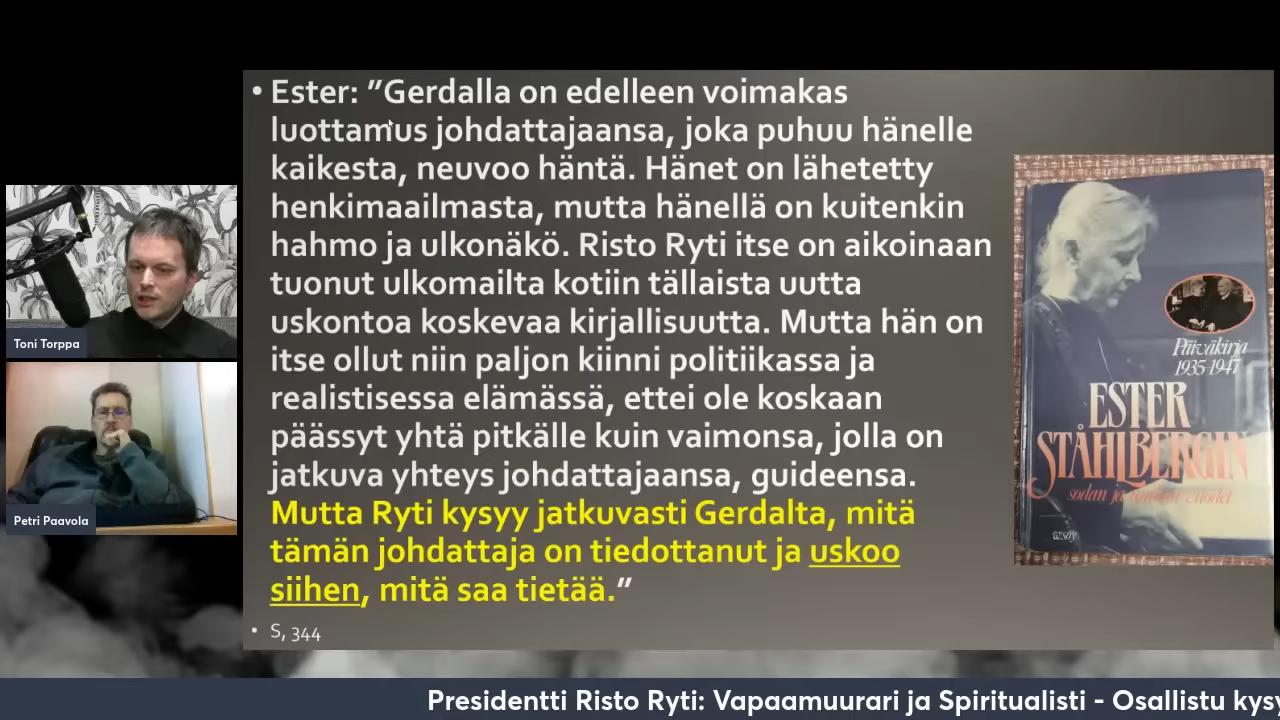 • Ester: ”Gerdalla on edelleen voimakas
luottamus johdattajaansa, joka puhuu hänelle
kaikesta, neuvoo häntä. Hänet on lähetetty
henkimaailmasta, mutta hänellä on kuitenkin
hahmo ja ulkonäkö. Risto Ryti itse on aikoinaan
tuonut ulkomailta kotiin tällaista uutta
uskontoa koskevaa kirjallisuutta. Mutta hän on
itse ollut niin paljon kiinni politiikassa ja
realistisessa elämässä, ettei ole koskaan
päässyt yhtä pitkälle kuin vaimonsa, jolla on
jatkuva yhteys johdattajaansa, guideensa.
Mutta Ryti kysyy jatkuvasti Gerdalta, mitä
tämän johdattaja on tiedottanut ja uskoo
siihen, mitä saa tietää.”
• S, 344
Toni Torppa
Petri Paavola
Päiväkirja
1935-1947
ESTER
STÅHLBERGIN
sodan ja
wsoy
Presidentti Risto Ryti: Vapaamuurari ja Spiritualisti - Osallistu kysy